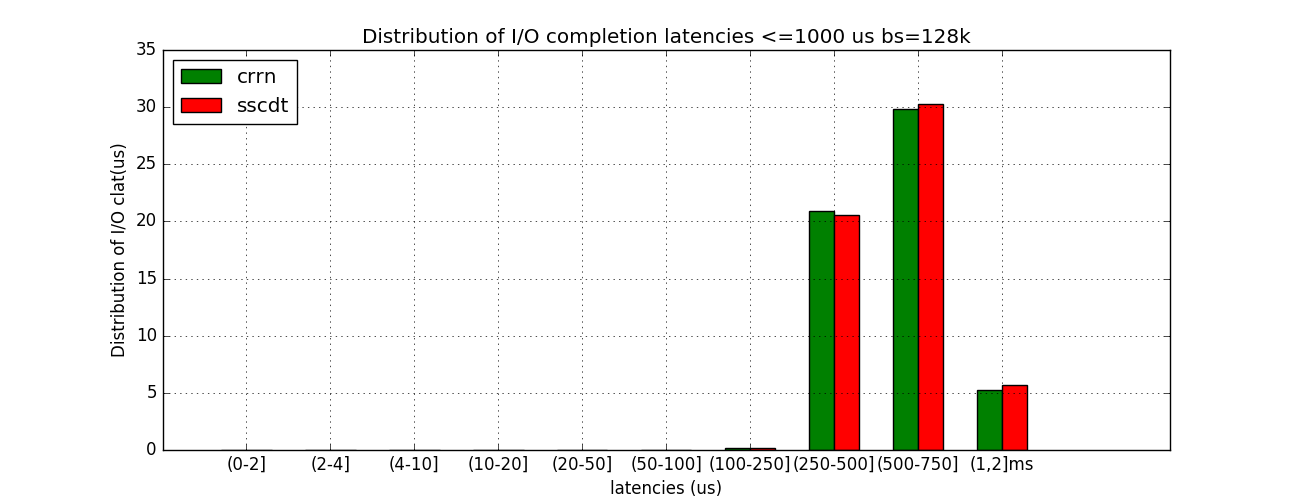 Distribution of I/O completion latencies <=1000 us bs=128k
35
30
25
20
15
10
5
0
Distribution of I/O clat(us)
crrn
sscdt
(0-2] (2-4] (4-10] (10-20] (20-50] (50-100] (100-250] (250-500] (500-750] (1,2]ms
latencies (us)